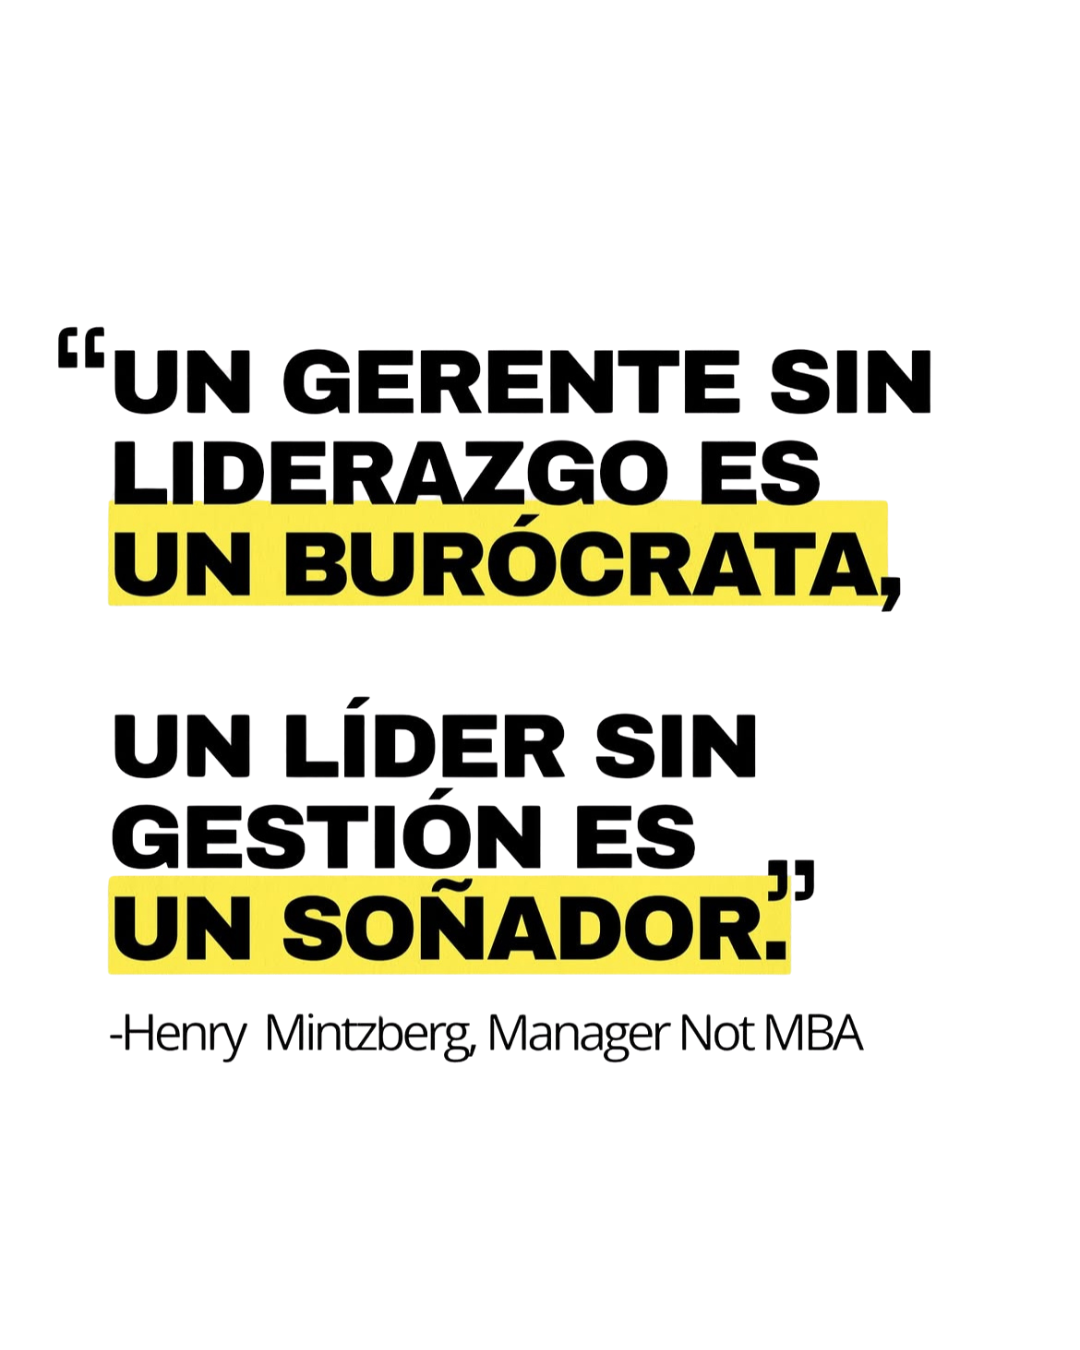 “UN GERENTE SIN
LIDERAZGO ES
UN BURÓCRATA,
UN LÍDER SIN
GESTIÓN ES
UN SOÑADOR.”
-Henry Mintzberg, Manager Not MBA